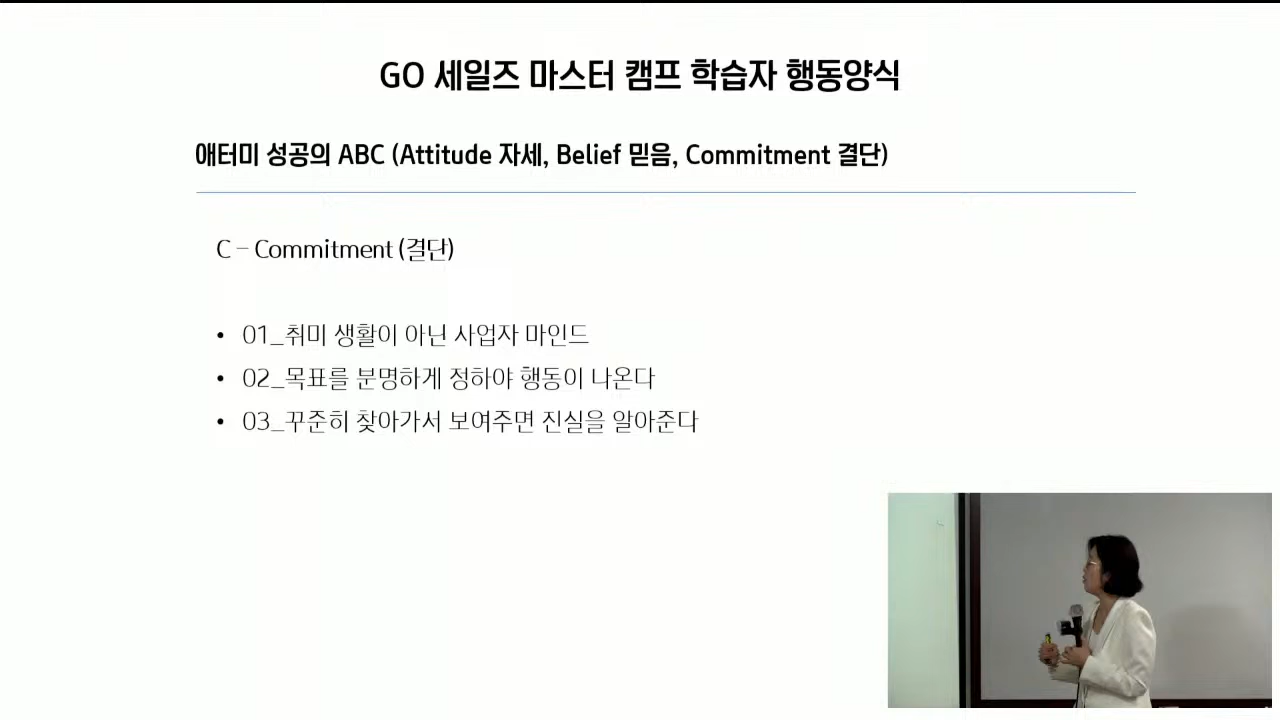 GO 세일즈 마스터 캠프 학습자 행동양식
애터미 성공의 ABC (Attitude 자세, Belief 믿음, Commitment 결단)
C – Commitment (결단)
• 01_취미 생활이 아닌 사업자 마인드
• 02_목표를 분명하게 정하야 행동이 나온다
• 03_꾸준히 찾아가서 보여주면 진실을 알아준다